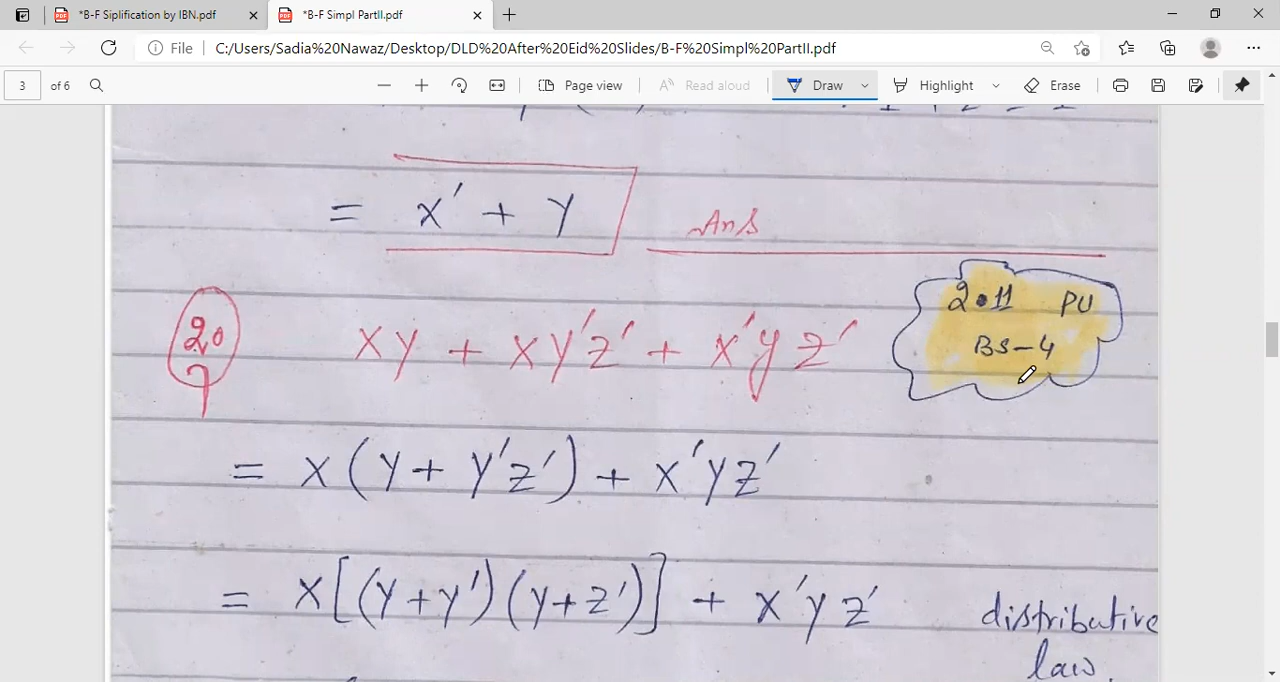 *B-F Siplification by IBN.pdf
*B-F Simpl PartII.pdf
File
C:/Users/Sadia%20Nawaz/Desktop/DLD%20After%20Eid%20Slides/B-F%20Simpl%20PartII.pdf
3 of 6
Page view
Read aloud
Draw
Highlight
Erase
= x' + y Ans
20 xy + xy'z' + x'yz'
2011 PU
BS-4
= x(y + y'z') + x'yz'
= x[(y+y')(y+z')] + x'yz' distributive
law.